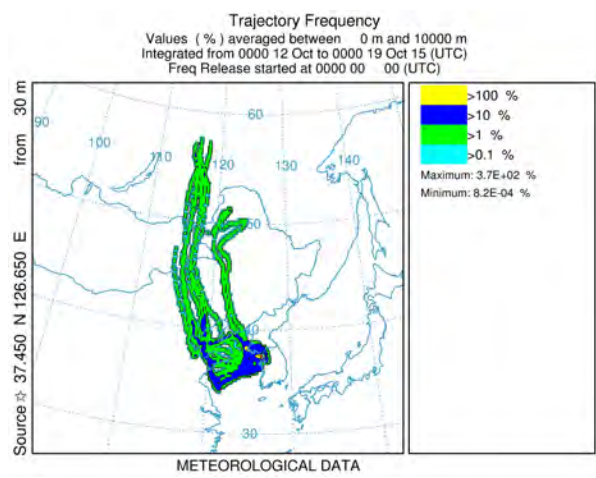 Trajectory Frequency
Values ( % ) averaged between 0 m and 10000 m
Integrated from 0000 12 Oct to 0000 19 Oct 15 (UTC)
Freq Release started at 0000 00 00 (UTC)
Source ☆ 37.450 N 126.650 E from 30 m
90
100
110
120
130
140
60
50
40
30
>100 %
>10 %
>1 %
>0.1 %
Maximum: 3.7E+02 %
Minimum: 8.2E-04 %
METEOROLOGICAL DATA